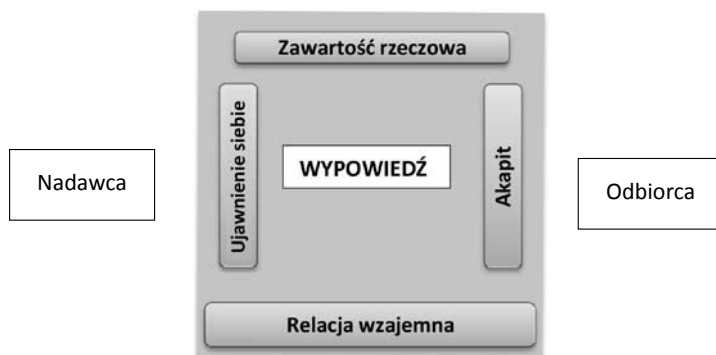 Zawartość rzeczowa
Nadawca
Ujawnienie siebie
WYPOWIEDŹ
Akapit
Odbiorca
Relacja wzajemna